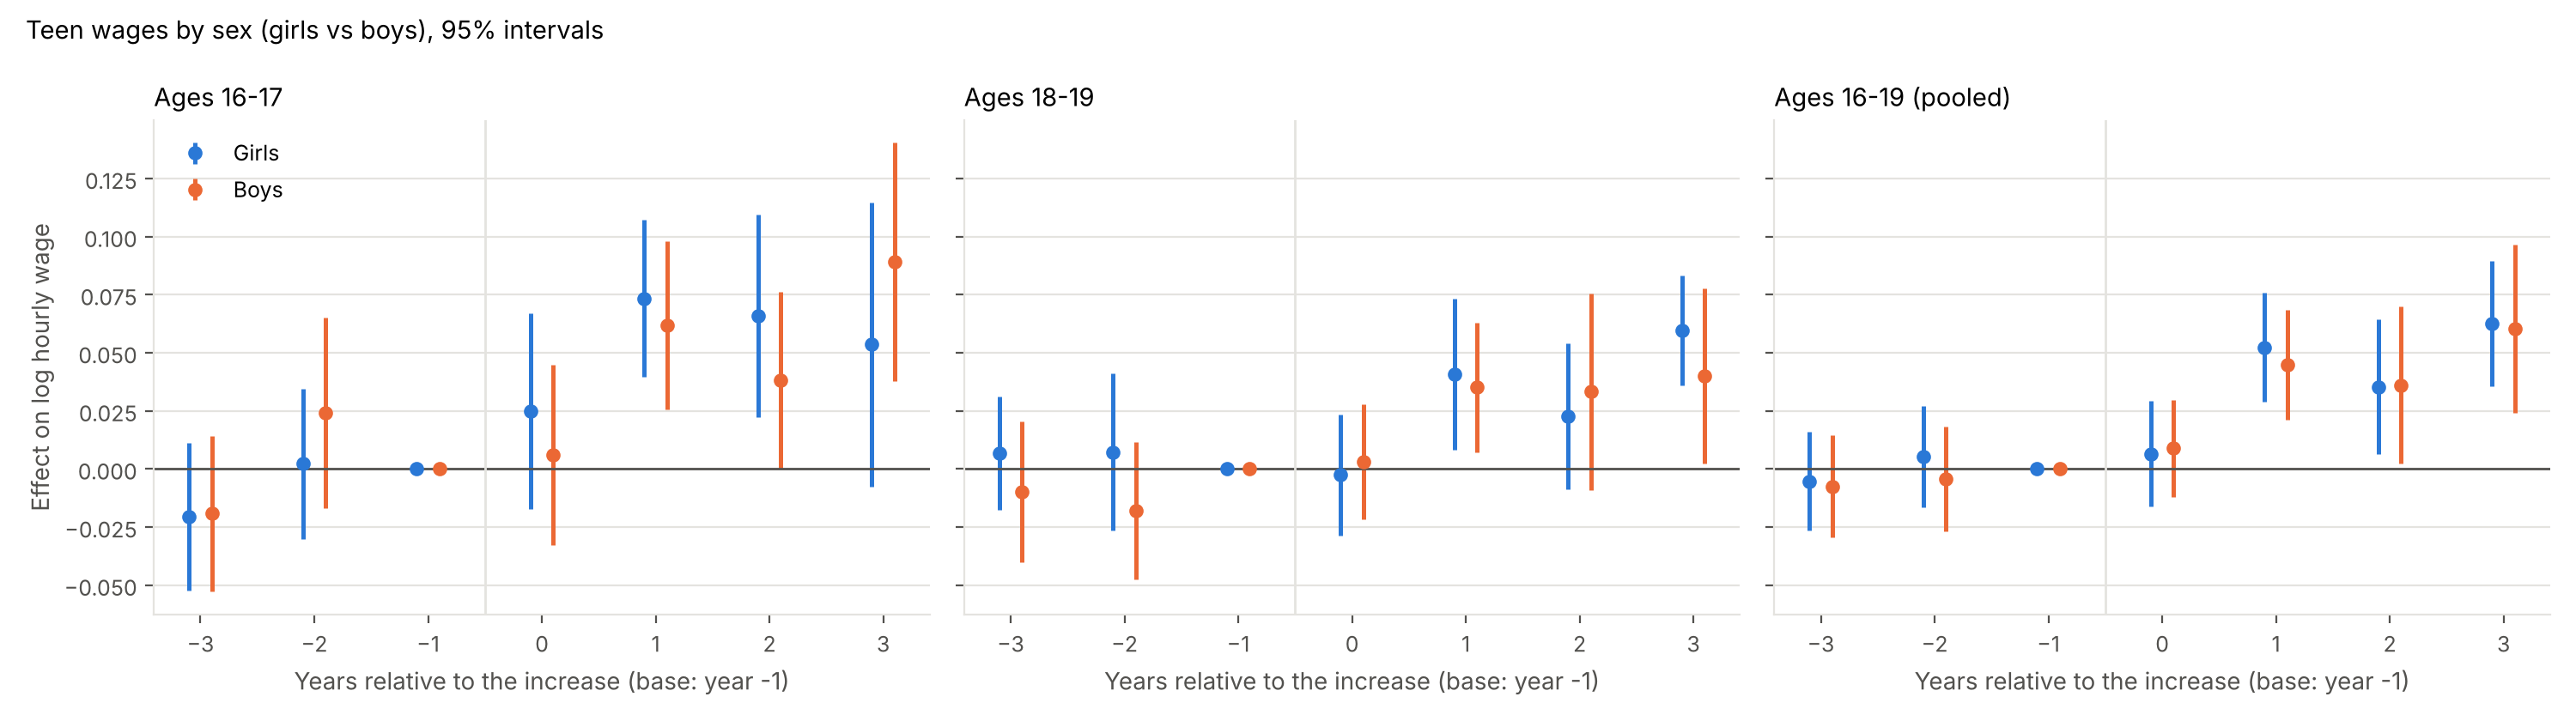 Teen wages by sex (girls vs boys), 95% intervals
Ages 16-17
Girls
Boys
Effect on log hourly wage
0.125
0.100
0.075
0.050
0.025
0.000
−0.025
−0.050
−3 −2 −1 0 1 2 3
Years relative to the increase (base: year -1)
Ages 18-19
−3 −2 −1 0 1 2 3
Years relative to the increase (base: year -1)
Ages 16-19 (pooled)
−3 −2 −1 0 1 2 3
Years relative to the increase (base: year -1)